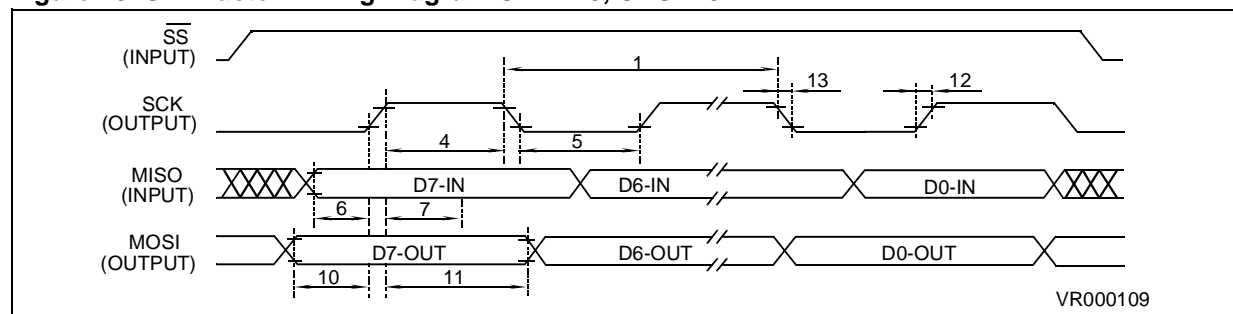 SS
(INPUT)
1
13
12
SCK
(OUTPUT)
4
5
MISO
(INPUT)
D7-IN
D6-IN
D0-IN
6
7
MOSI
(OUTPUT)
D7-OUT
D6-OUT
D0-OUT
10
11
VR000109